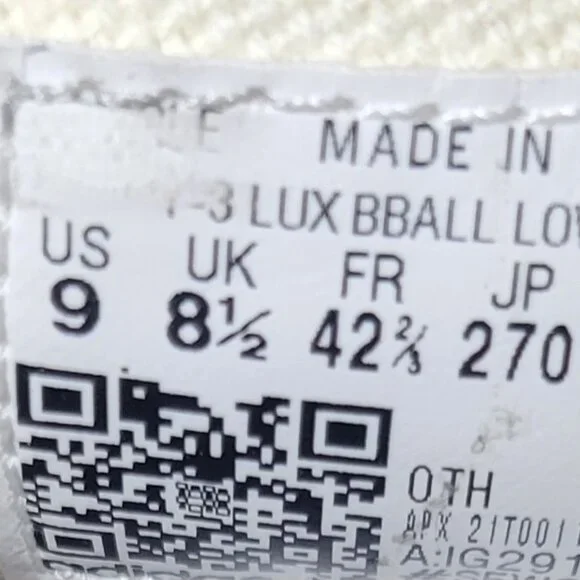 MADE IN
-3 LUX BBALL LO
US UK FR JP
9 8½ 42⅔ 270
OTH
APX 21T001
A:IG291